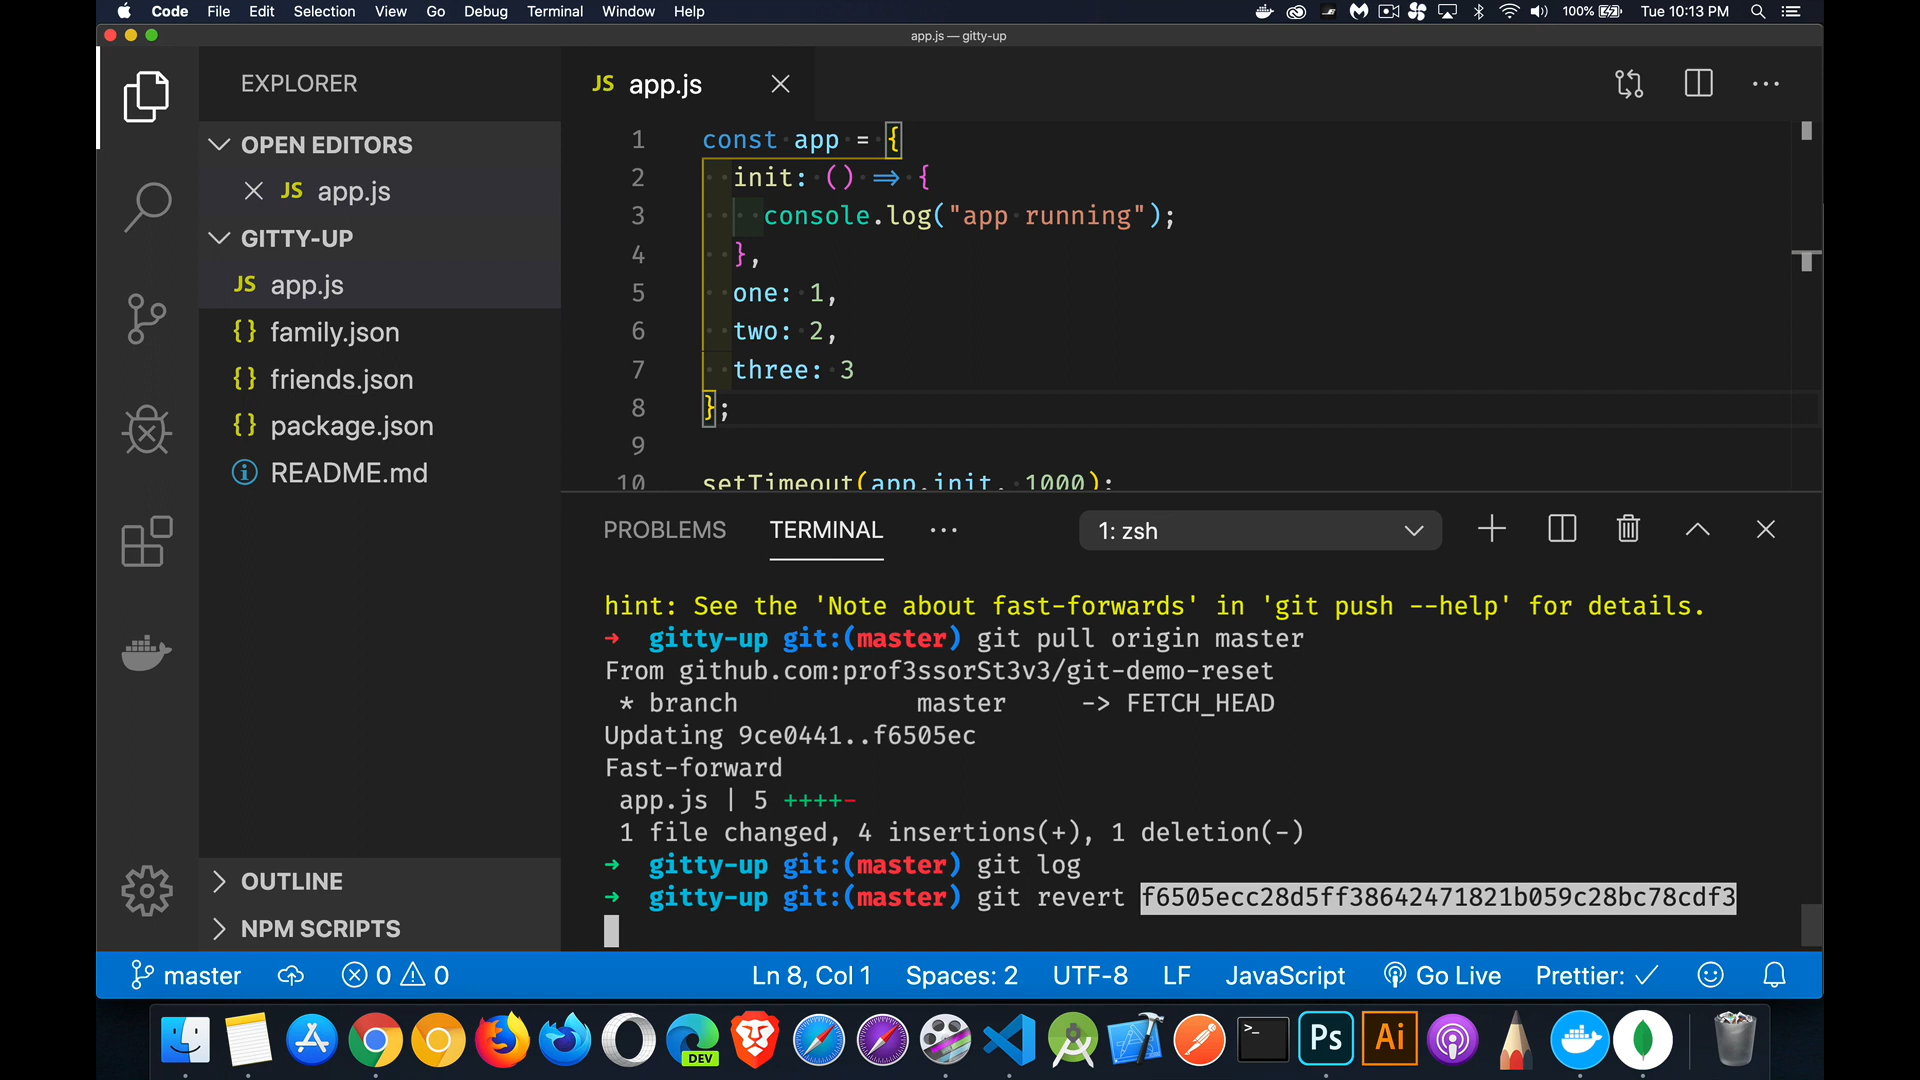 Code File Edit Selection View Go Debug Terminal Window Help 100% Tue 10:13 PM
app.js — gitty-up
EXPLORER
OPEN EDITORS
JS app.js
GITTY-UP
JS app.js
{} family.json
{} friends.json
{} package.json
README.md
OUTLINE
NPM SCRIPTS
JS app.js
1 const app = {
2 init: () => {
3 console.log("app running");
4 },
5 one: 1,
6 two: 2,
7 three: 3
8 };
9
10 setTimeout(app.init, 1000);
PROBLEMS TERMINAL ··· 1: zsh
hint: See the 'Note about fast-forwards' in 'git push --help' for details.
➜ gitty-up git:(master) git pull origin master
From github.com:prof3ssorSt3v3/git-demo-reset
* branch master -> FETCH_HEAD
Updating 9ce0441..f6505ec
Fast-forward
app.js | 5 ++++-
1 file changed, 4 insertions(+), 1 deletion(-)
➜ gitty-up git:(master) git log
➜ gitty-up git:(master) git revert f6505ecc28d5ff38642471821b059c28bc78cdf3
master 0 0 Ln 8, Col 1 Spaces: 2 UTF-8 LF JavaScript Go Live Prettier: ✓
DEV >_ Ps Ai